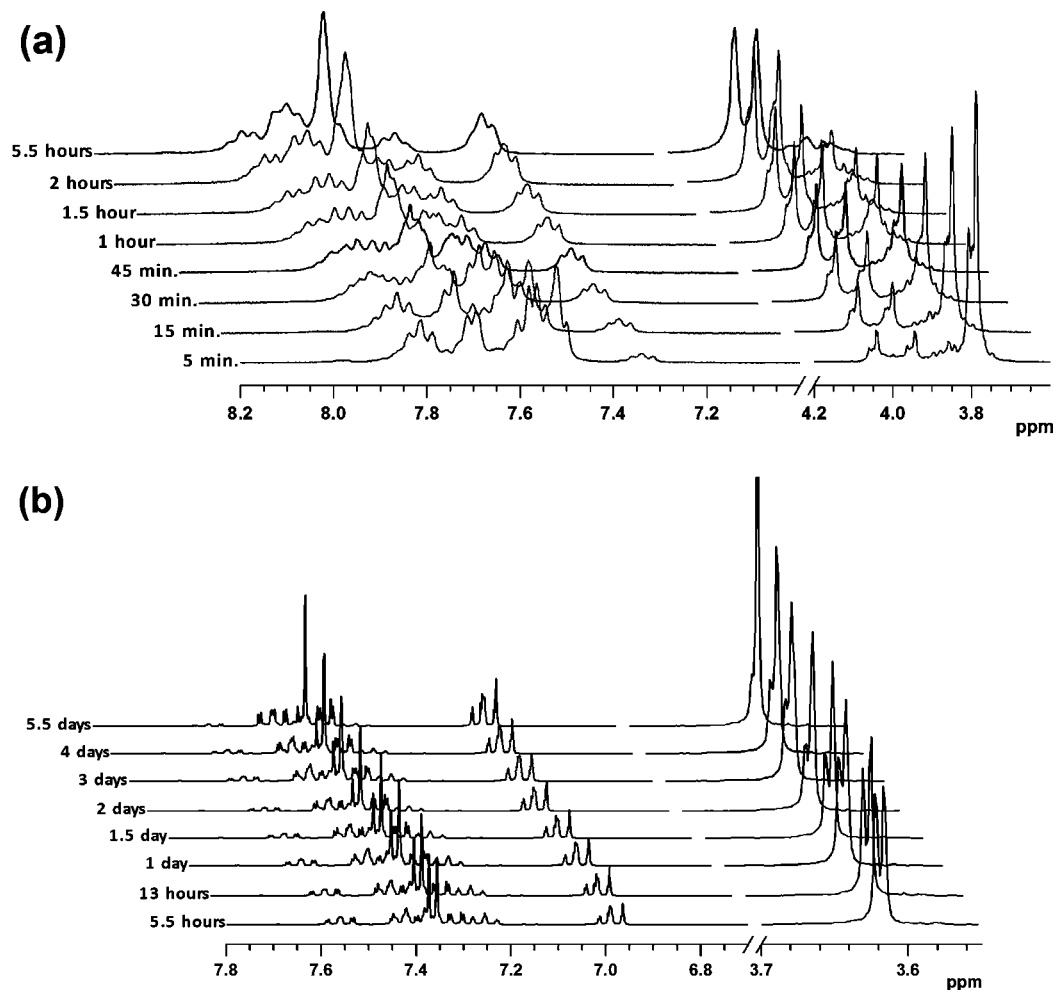 (a)
5.5 hours
2 hours
1.5 hour
1 hour
45 min.
30 min.
15 min.
5 min.
8.2 8.0 7.8 7.6 7.4 7.2 4.2 4.0 3.8
ppm
(b)
5.5 days
4 days
3 days
2 days
1.5 day
1 day
13 hours
5.5 hours
7.8 7.6 7.4 7.2 7.0 3.7 3.6
ppm